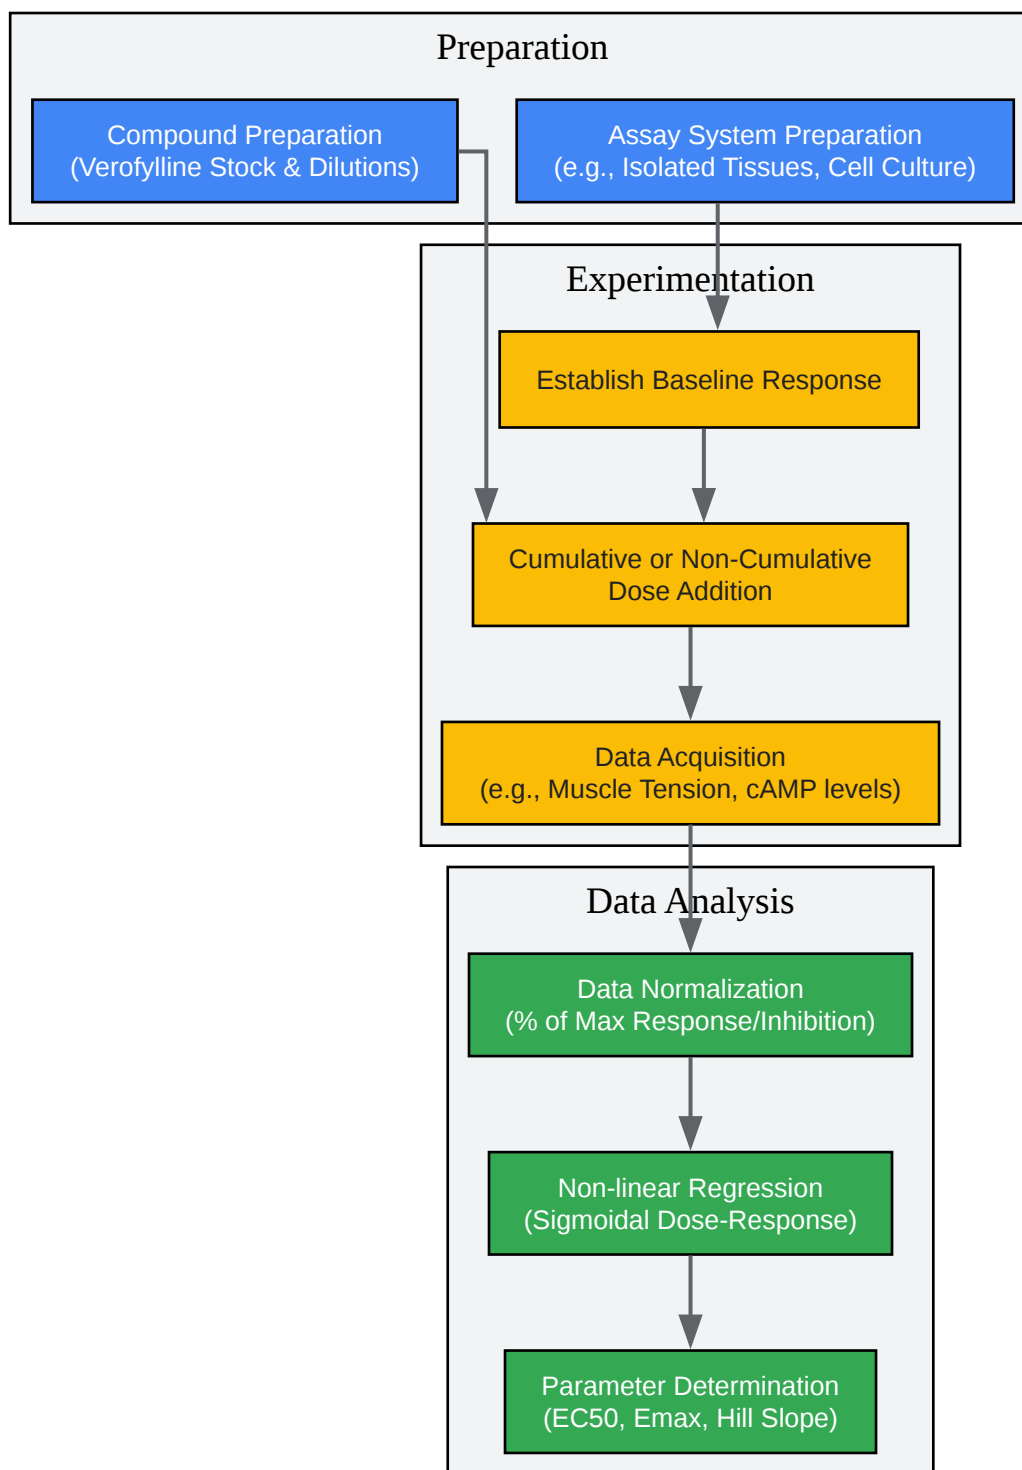 Preparation
Compound Preparation
(Verofylline Stock & Dilutions)
Assay System Preparation
(e.g., Isolated Tissues, Cell Culture)
Experimentation
Establish Baseline Response
Cumulative or Non-Cumulative
Dose Addition
Data Acquisition
(e.g., Muscle Tension, cAMP levels)
Data Analysis
Data Normalization
(% of Max Response/Inhibition)
Non-linear Regression
(Sigmoidal Dose-Response)
Parameter Determination
(EC50, Emax, Hill Slope)